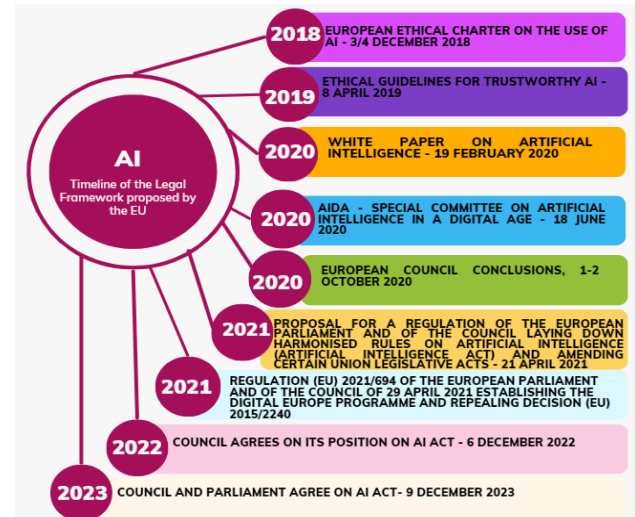 AI
Timeline of the Legal
Framework proposed by
the EU
2018
EUROPEAN ETHICAL CHARTER ON THE USE OF
AI - 3/4 DECEMBER 2018
2019
ETHICAL GUIDELINES FOR TRUSTWORTHY AI -
8 APRIL 2019
2020
WHITE PAPER ON ARTIFICIAL
INTELLIGENCE - 19 FEBRUARY 2020
2020
AIDA - SPECIAL COMMITTEE ON ARTIFICIAL
INTELLIGENCE IN A DIGITAL AGE - 18 JUNE
2020
2020
EUROPEAN COUNCIL CONCLUSIONS, 1-2
OCTOBER 2020
2021
PROPOSAL FOR A REGULATION OF THE EUROPEAN
PARLIAMENT AND OF THE COUNCIL LAYING DOWN
HARMONISED RULES ON ARTIFICIAL INTELLIGENCE
(ARTIFICIAL INTELLIGENCE ACT) AND AMENDING
CERTAIN UNION LEGISLATIVE ACTS - 21 APRIL 2021
2021
REGULATION (EU) 2021/694 OF THE EUROPEAN PARLIAMENT
AND OF THE COUNCIL OF 29 APRIL 2021 ESTABLISHING THE
DIGITAL EUROPE PROGRAMME AND REPEALING DECISION (EU)
2015/2240
2022
COUNCIL AGREES ON ITS POSITION ON AI ACT - 6 DECEMBER 2022
2023
COUNCIL AND PARLIAMENT AGREE ON AI ACT- 9 DECEMBER 2023